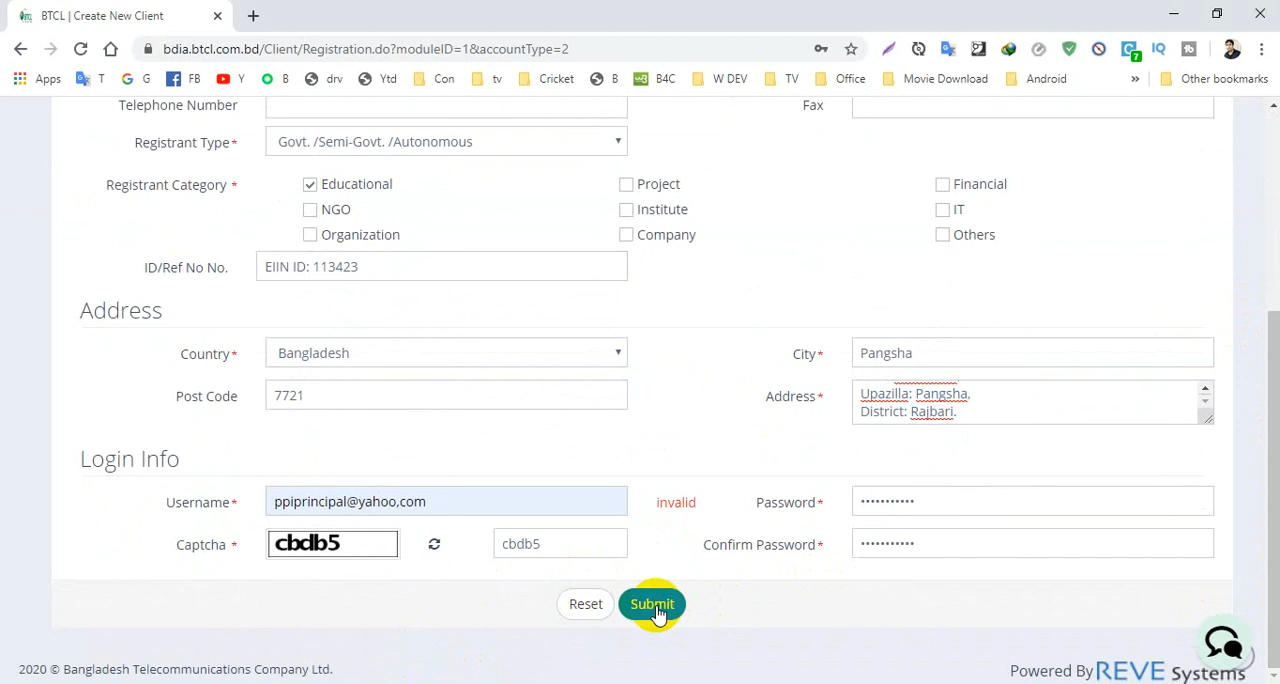 BTCL | Create New Client
bdia.btcl.com.bd/Client/Registration.do?moduleID=1&accountType=2
Apps T G FB Y B drv Ytd Con tv Cricket B B4C W DEV TV Office Movie Download Android » Other bookmarks
Telephone Number Fax
Registrant Type* Govt. /Semi-Govt. /Autonomous
Registrant Category * Educational Project Financial
NGO Institute IT
Organization Company Others
ID/Ref No No. EIIN ID: 113423
Address
Country* Bangladesh City* Pangsha
Post Code 7721 Address* Upazilla: Pangsha,
District: Rajbari.
Login Info
Username* ppiprincipal@yahoo,com invalid Password* •••••••••••
Captcha * cbdb5 cbdb5 Confirm Password* •••••••••••
Reset Submit
2020 © Bangladesh Telecommunications Company Ltd. Powered By REVE Systems